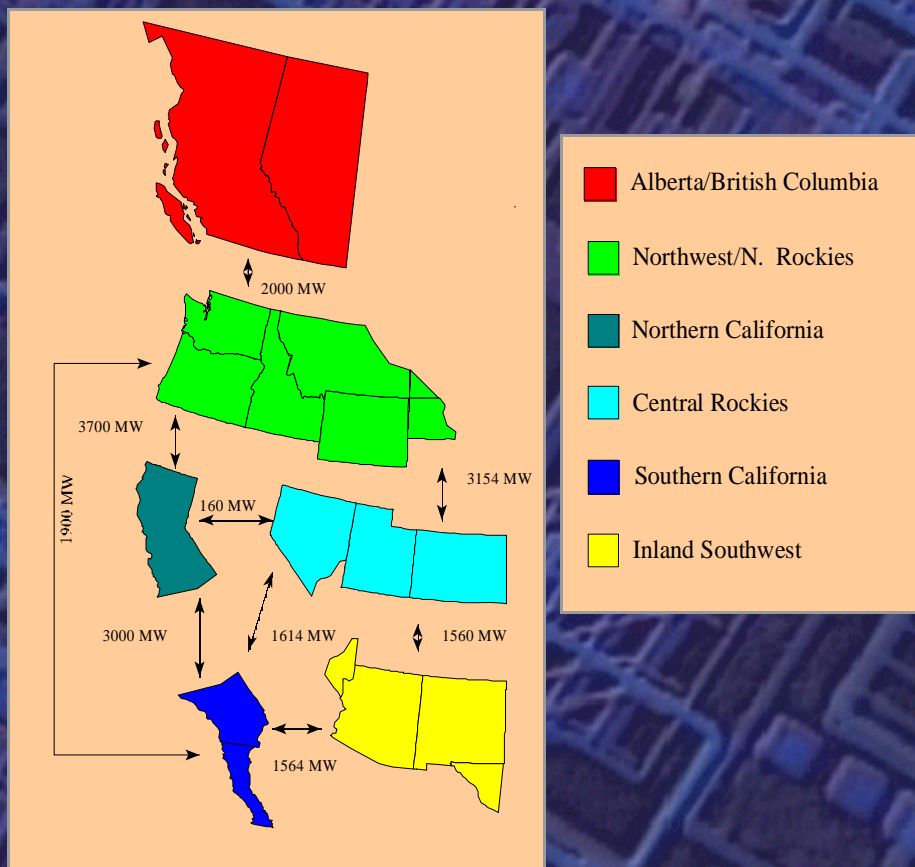 2000 MW
3700 MW
3154 MW
160 MW
1900 MW
3000 MW
1614 MW
1560 MW
1564 MW
Alberta/British Columbia
Northwest/N. Rockies
Northern California
Central Rockies
Southern California
Inland Southwest